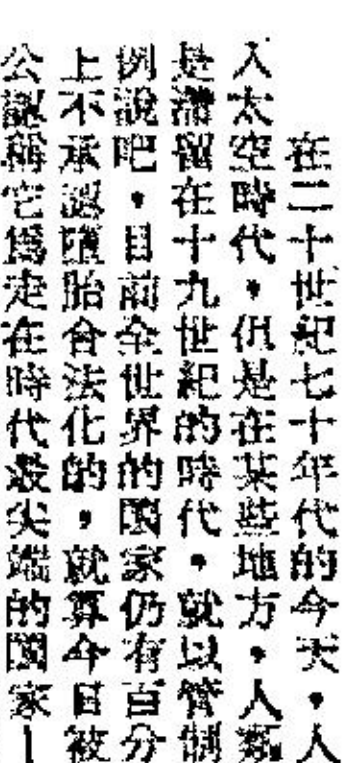 在二十世紀七十年代的今天，人
入太空時代，但是在某些地方，人類
是滯留在十九世紀的時代，就以管制
例說吧，目前全世界的國家仍有百分
上不承認墮胎合法化的，就算今日被
公認稱它爲走在時代最尖端的國家—